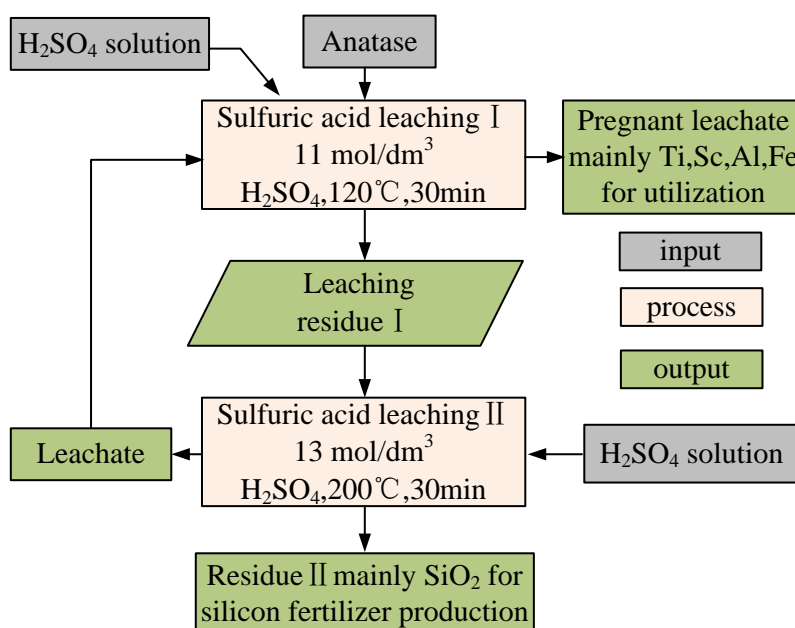 H₂SO₄ solution
Anatase
Sulfuric acid leaching Ⅰ
11 mol/dm³
H₂SO₄,120℃,30min
Pregnant leachate
mainly Ti,Sc,Al,Fe
for utilization
input
Leaching
residue Ⅰ
process
output
Sulfuric acid leaching Ⅱ
13 mol/dm³
H₂SO₄,200℃,30min
Leachate
H₂SO₄ solution
Residue Ⅱ mainly SiO₂ for
silicon fertilizer production